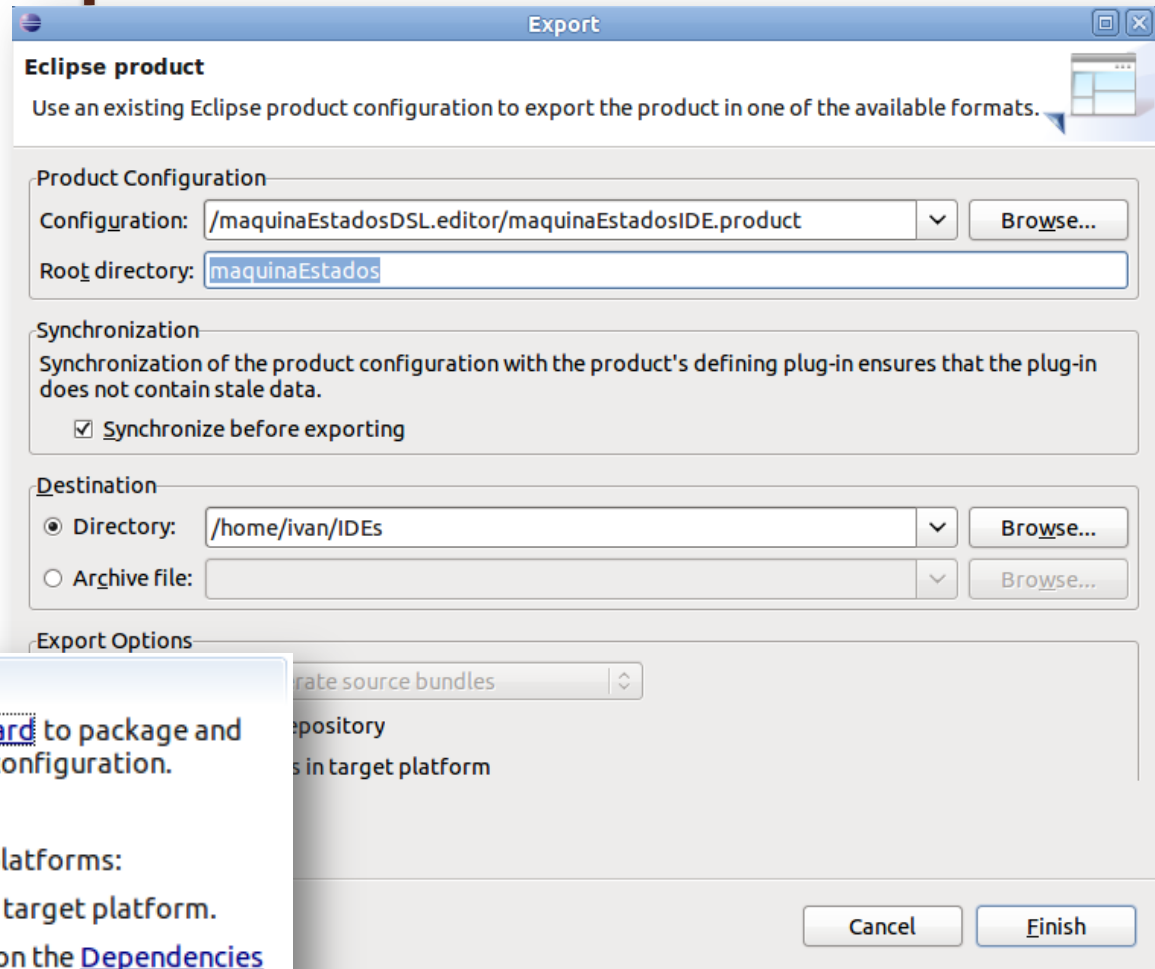 Export
Eclipse product
Use an existing Eclipse product configuration to export the product in one of the available formats.
Product Configuration
Configuration: /maquinaEstadosDSL.editor/maquinaEstadosIDE.product Browse...
Root directory: maquinaEstados
Synchronization
Synchronization of the product configuration with the product's defining plug-in ensures that the plug-in
does not contain stale data.
Synchronize before exporting
Destination
Directory: /home/ivan/IDEs Browse...
Archive file: Browse...
Export Options
source bundles
in target platform
to package and
latforms:
target platform.
on the Dependencies
Cancel Finish